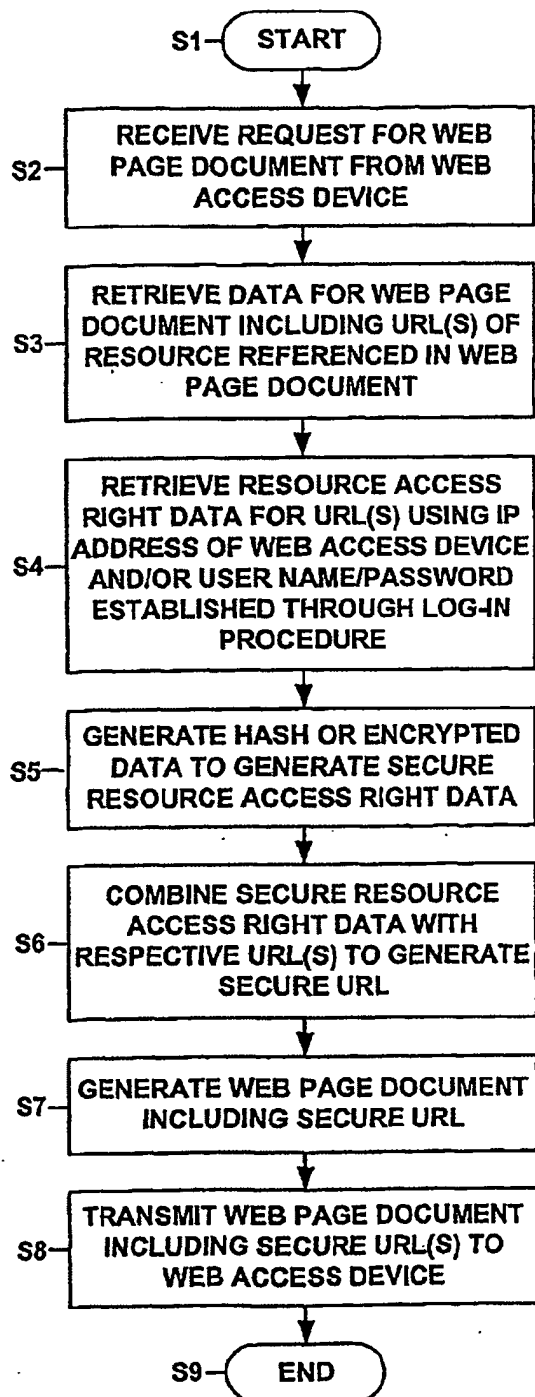 S1 START
RECEIVE REQUEST FOR WEB
S2 PAGE DOCUMENT FROM WEB
ACCESS DEVICE
RETRIEVE DATA FOR WEB PAGE
DOCUMENT INCLUDING URL(S) OF
S3 RESOURCE REFERENCED IN WEB
PAGE DOCUMENT
RETRIEVE RESOURCE ACCESS
RIGHT DATA FOR URL(S) USING IP
ADDRESS OF WEB ACCESS DEVICE
S4 AND/OR USER NAME/PASSWORD
ESTABLISHED THROUGH LOG-IN
PROCEDURE
GENERATE HASH OR ENCRYPTED
S5 DATA TO GENERATE SECURE
RESOURCE ACCESS RIGHT DATA
COMBINE SECURE RESOURCE
ACCESS RIGHT DATA WITH
S6 RESPECTIVE URL(S) TO GENERATE
SECURE URL
GENERATE WEB PAGE DOCUMENT
S7 INCLUDING SECURE URL
TRANSMIT WEB PAGE DOCUMENT
S8 INCLUDING SECURE URL(S) TO
WEB ACCESS DEVICE
S9 END